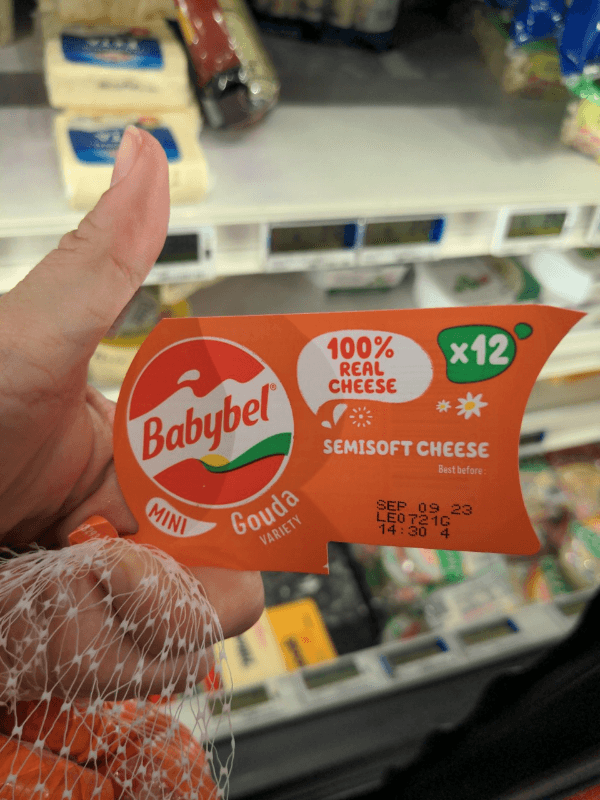 Babybel®
MINI
Gouda
VARIETY
100%
REAL
CHEESE
x12
SEMISOFT CHEESE
Best before:
SEP 09 23
LE0721G
14:30 4